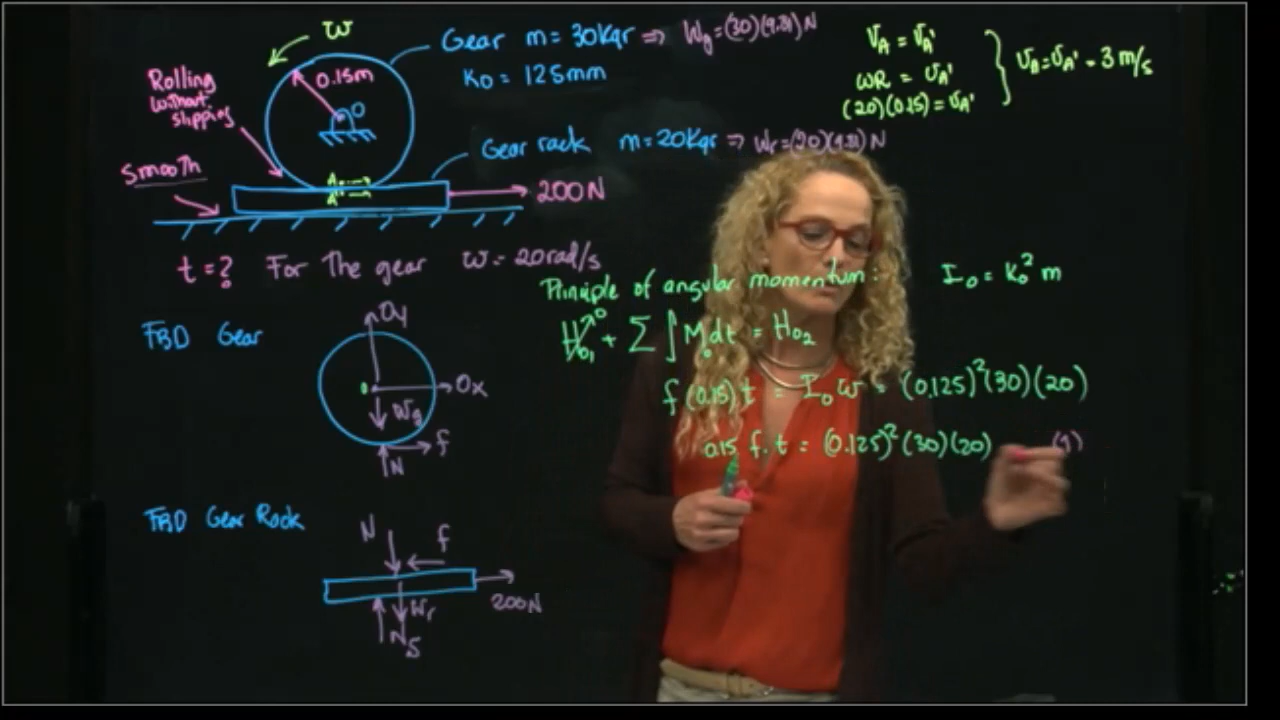 ω
Gear m = 30Kgr ⇒ Wg = (30)(9.81)N
0.15m
KO = 125mm
O
Rolling
without
slipping
VA = VA'
ωR = VA'
(20)(0.15) = VA'
VA = VA' = 3 m/s
Gear rack m = 20Kgr ⇒ Wr = (20)(9.81)N
Smooth
A
A'
200N
t = ? For the gear ω = 20rad/s
Principle of angular momentum: Io = Ko² m
Ho1 0 + Σ ∫ Mo dt = Ho2
f (0.15) t = Io ω = (0.125)²(30)(20)
0.15 f. t = (0.125)² (30)(20) (1)
FBD Gear
Oy
O
Ox
Wg
f
N
FBD Gear Rack
N
f
200N
Wr
Ns